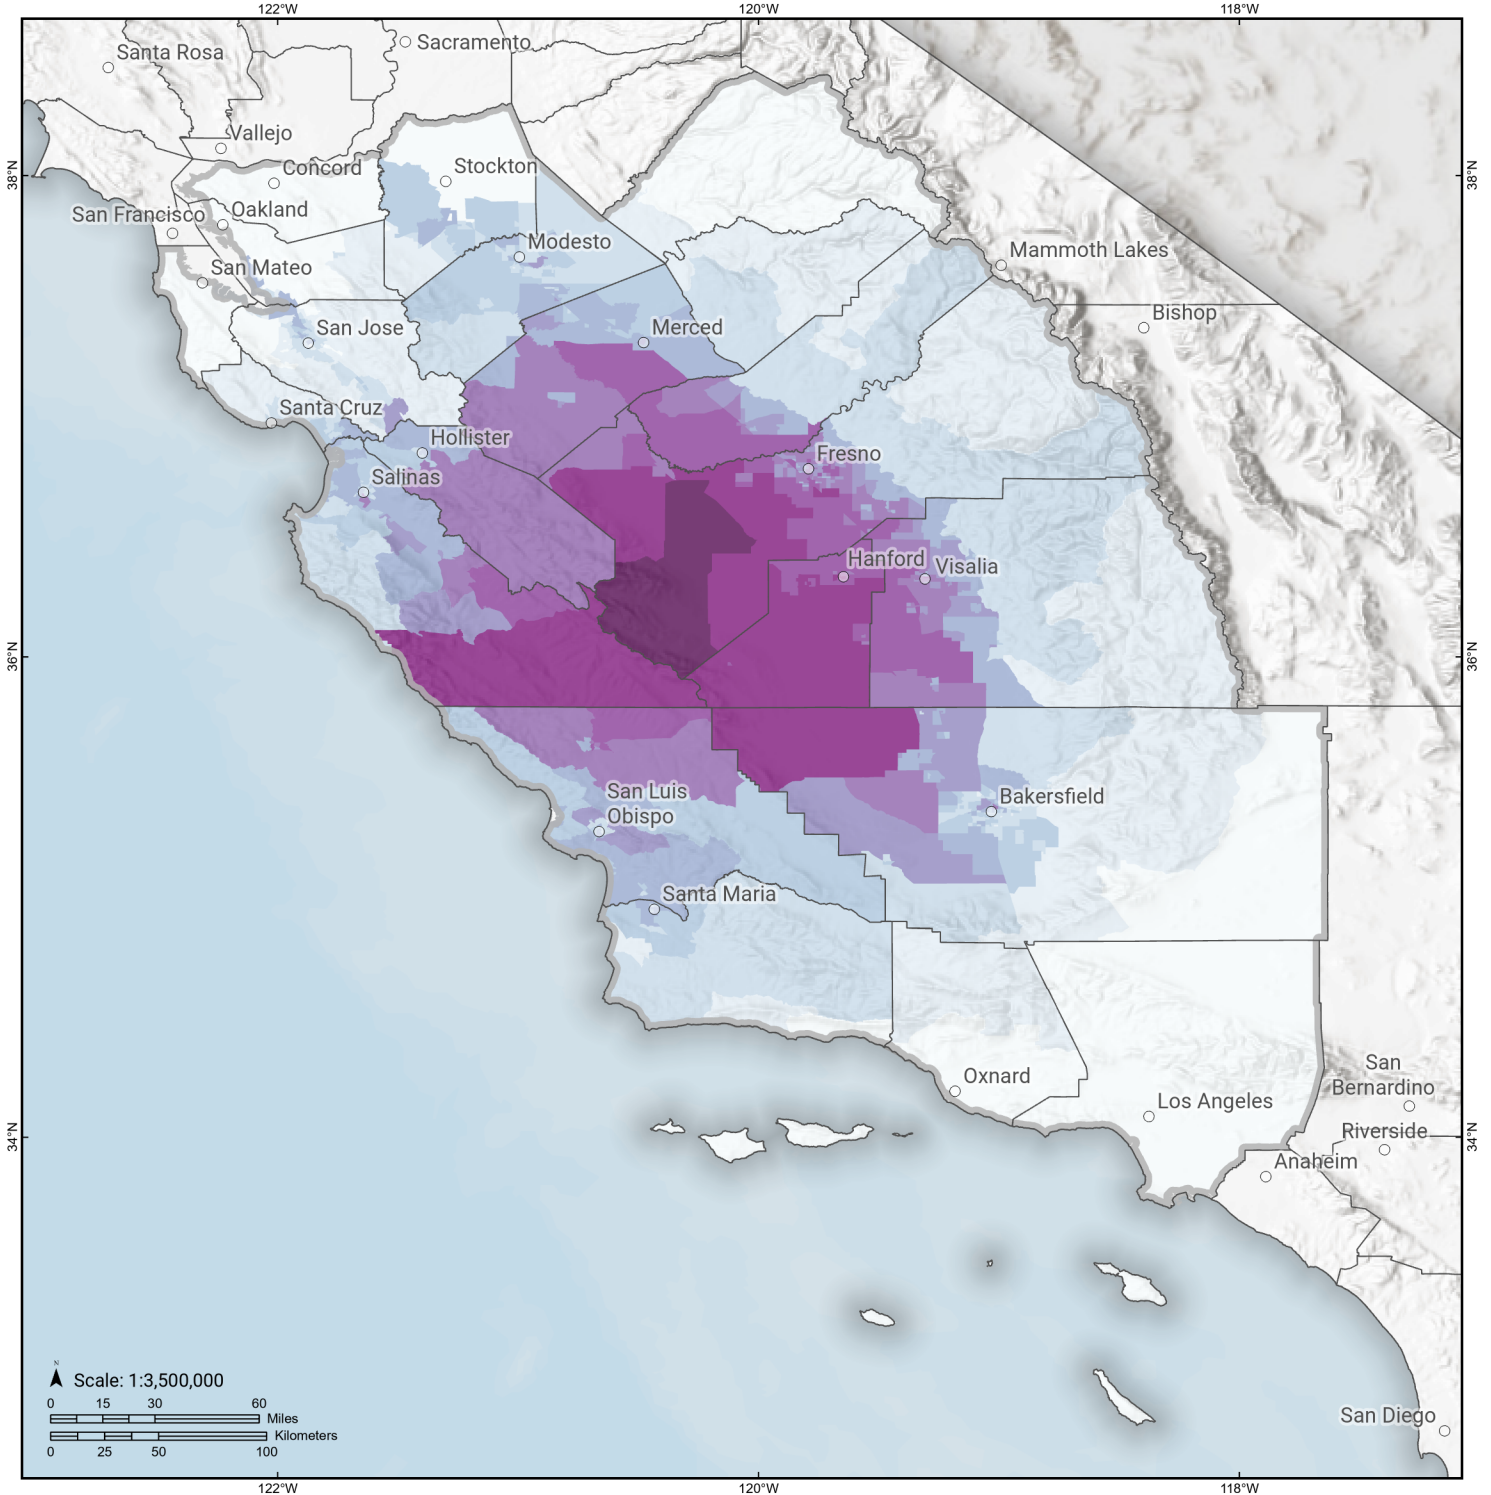 122°W
120°W
118°W
Santa Rosa
Sacramento
Vallejo
Concord
Stockton
38°N
38°N
San Francisco
Oakland
Modesto
Mammoth Lakes
San Mateo
Bishop
San Jose
Merced
Santa Cruz
Hollister
Fresno
Salinas
Hanford
Visalia
36°N
36°N
San Luis
Obispo
Bakersfield
Santa Maria
Oxnard
San
Bernardino
Los Angeles
34°N
34°N
Riverside
Anaheim
N
Scale: 1:3,500,000
0 15 30 60
Miles
Kilometers
0 25 50 100
San Diego
122°W
120°W
118°W